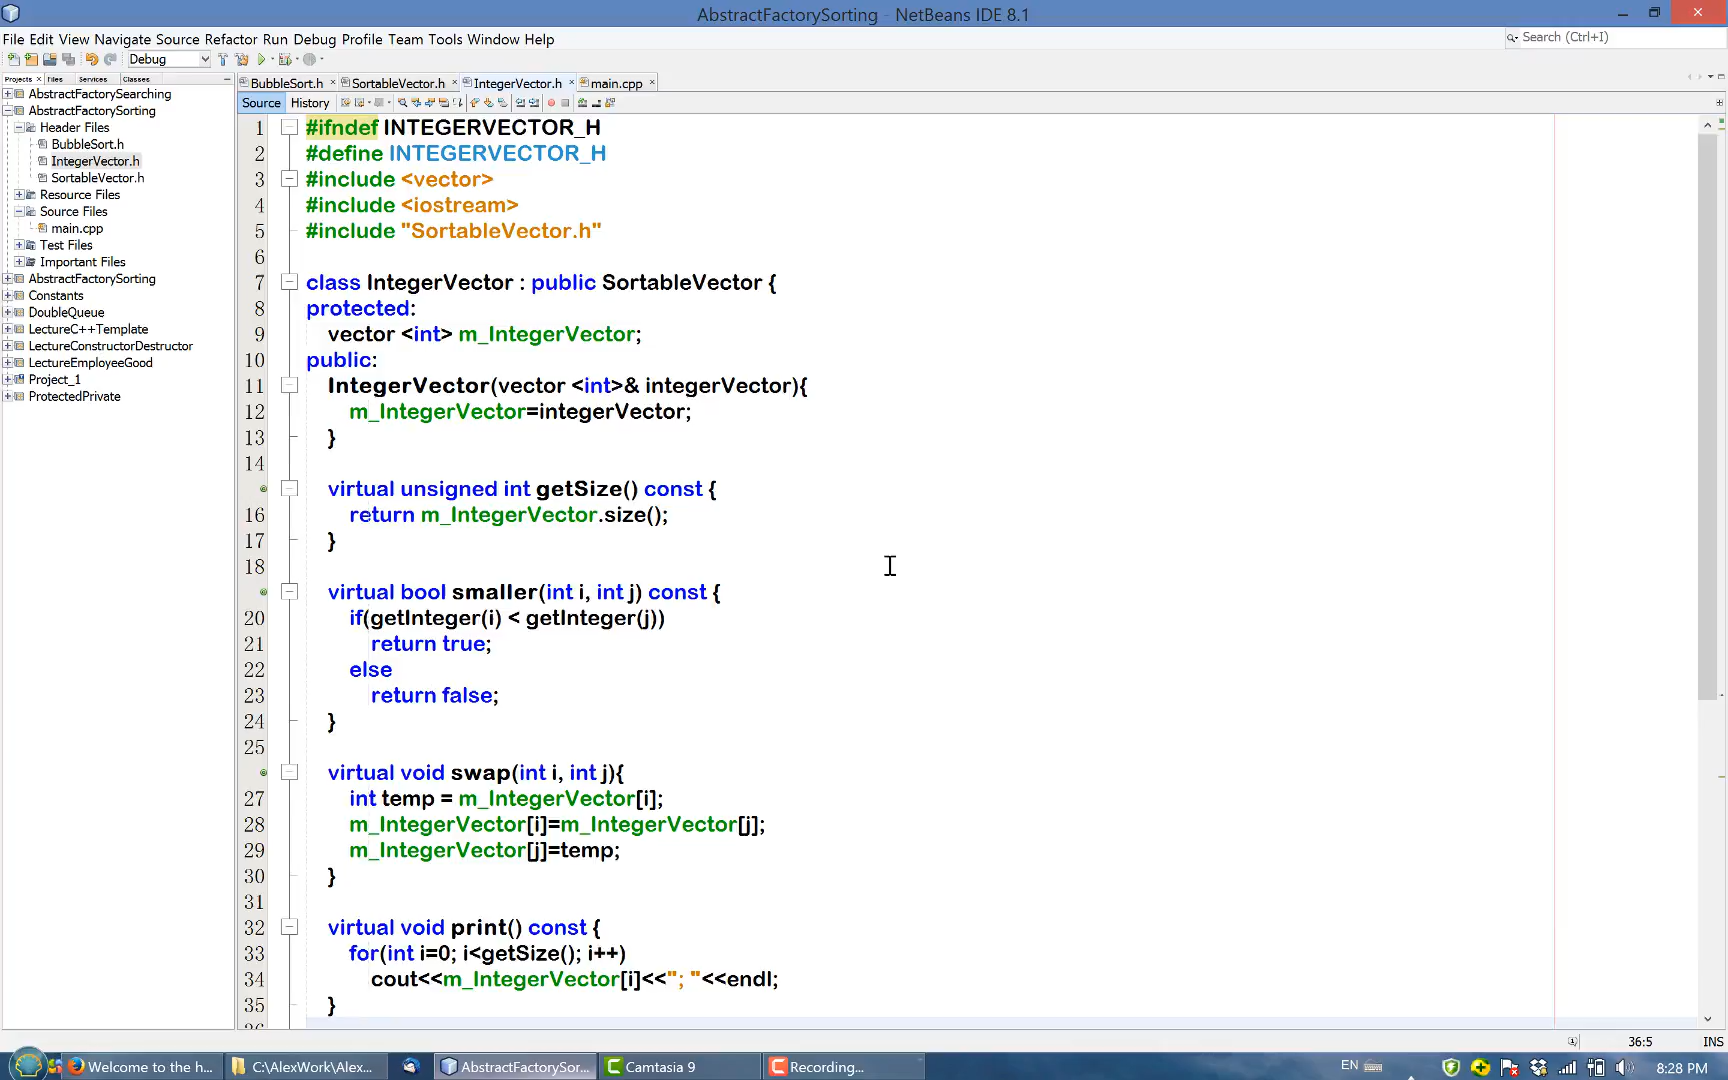 AbstractFactorySorting - NetBeans IDE 8.1
File Edit View Navigate Source Refactor Run Debug Profile Team Tools Window Help
Search (Ctrl+I)
Debug
Projects Files Services Classes
BubbleSort.h SortableVector.h IntegerVector.h main.cpp
Source History
AbstractFactorySearching
AbstractFactorySorting
Header Files
BubbleSort.h
IntegerVector.h
SortableVector.h
Resource Files
Source Files
main.cpp
Test Files
Important Files
AbstractFactorySorting
Constants
DoubleQueue
LectureC++Template
LectureConstructorDestructor
LectureEmployeeGood
Project_1
ProtectedPrivate
1 #ifndef INTEGERVECTOR_H
2 #define INTEGERVECTOR_H
3 #include <vector>
4 #include <iostream>
5 #include "SortableVector.h"
6
7 class IntegerVector : public SortableVector {
8 protected:
9 vector <int> m_IntegerVector;
10 public:
11 IntegerVector(vector <int>& integerVector){
12 m_IntegerVector=integerVector;
13 }
14
virtual unsigned int getSize() const {
16 return m_IntegerVector.size();
17 }
18
virtual bool smaller(int i, int j) const {
20 if(getInteger(i) < getInteger(j))
21 return true;
22 else
23 return false;
24 }
25
virtual void swap(int i, int j){
27 int temp = m_IntegerVector[i];
28 m_IntegerVector[i]=m_IntegerVector[j];
29 m_IntegerVector[j]=temp;
30 }
31
32 virtual void print() const {
33 for(int i=0; i<getSize(); i++)
34 cout<<m_IntegerVector[i]<<"; "<<endl;
35 }
36:5 INS
Welcome to the h... C:\AlexWork\Alex... AbstractFactorySor... Camtasia 9 Recording... EN 8:28 PM